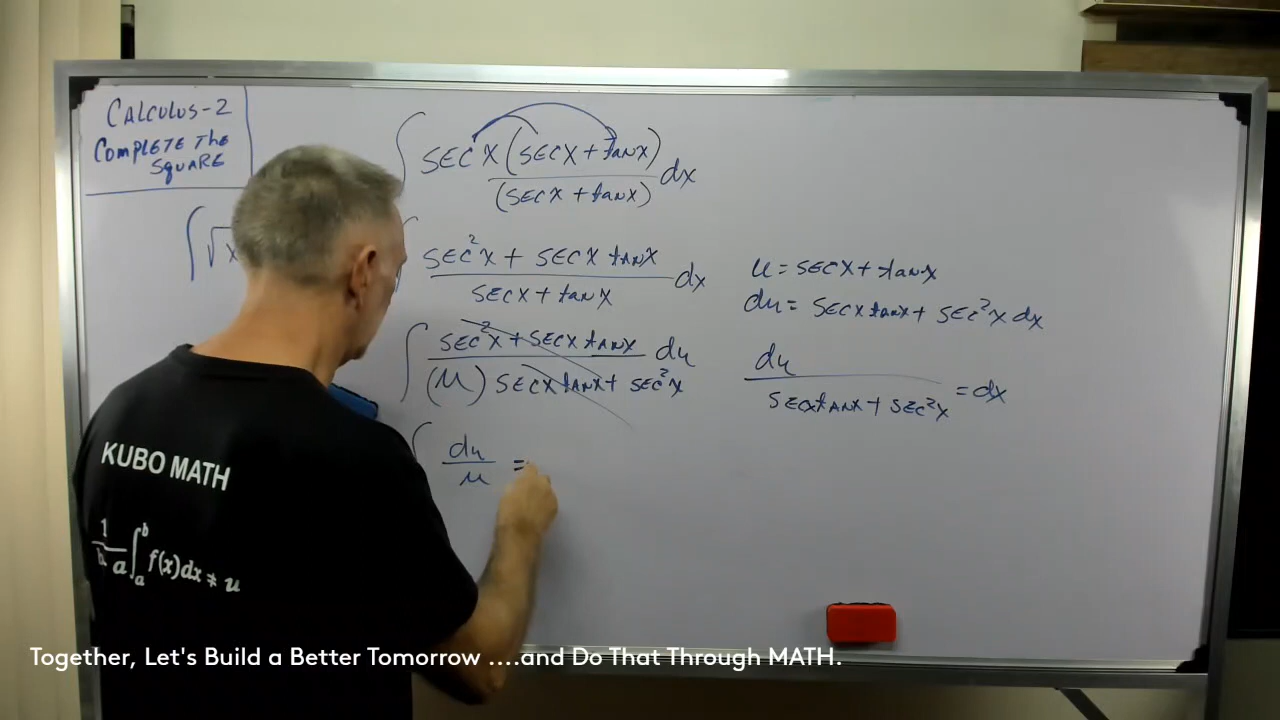 CALCULUS-2
COMPLETE THE
SQUARE
∫ √x
∫ SEC X (SECX + tanX) / (SECX + tanX) dx
∫ SEC²X + SECX tanX / SECX + tanX dx
∫ SEC²X + SECX tanX du / (u) SECX tanX + SEC²X
∫ du / u =
u = SECX + tanX
du = SECX tanX + SEC²X dx
du / SECX tanX + SEC²X = dx
KUBO MATH
∫ₐᵇ f(x)dx
Together, Let's Build a Better Tomorrow ....and Do That Through MATH.